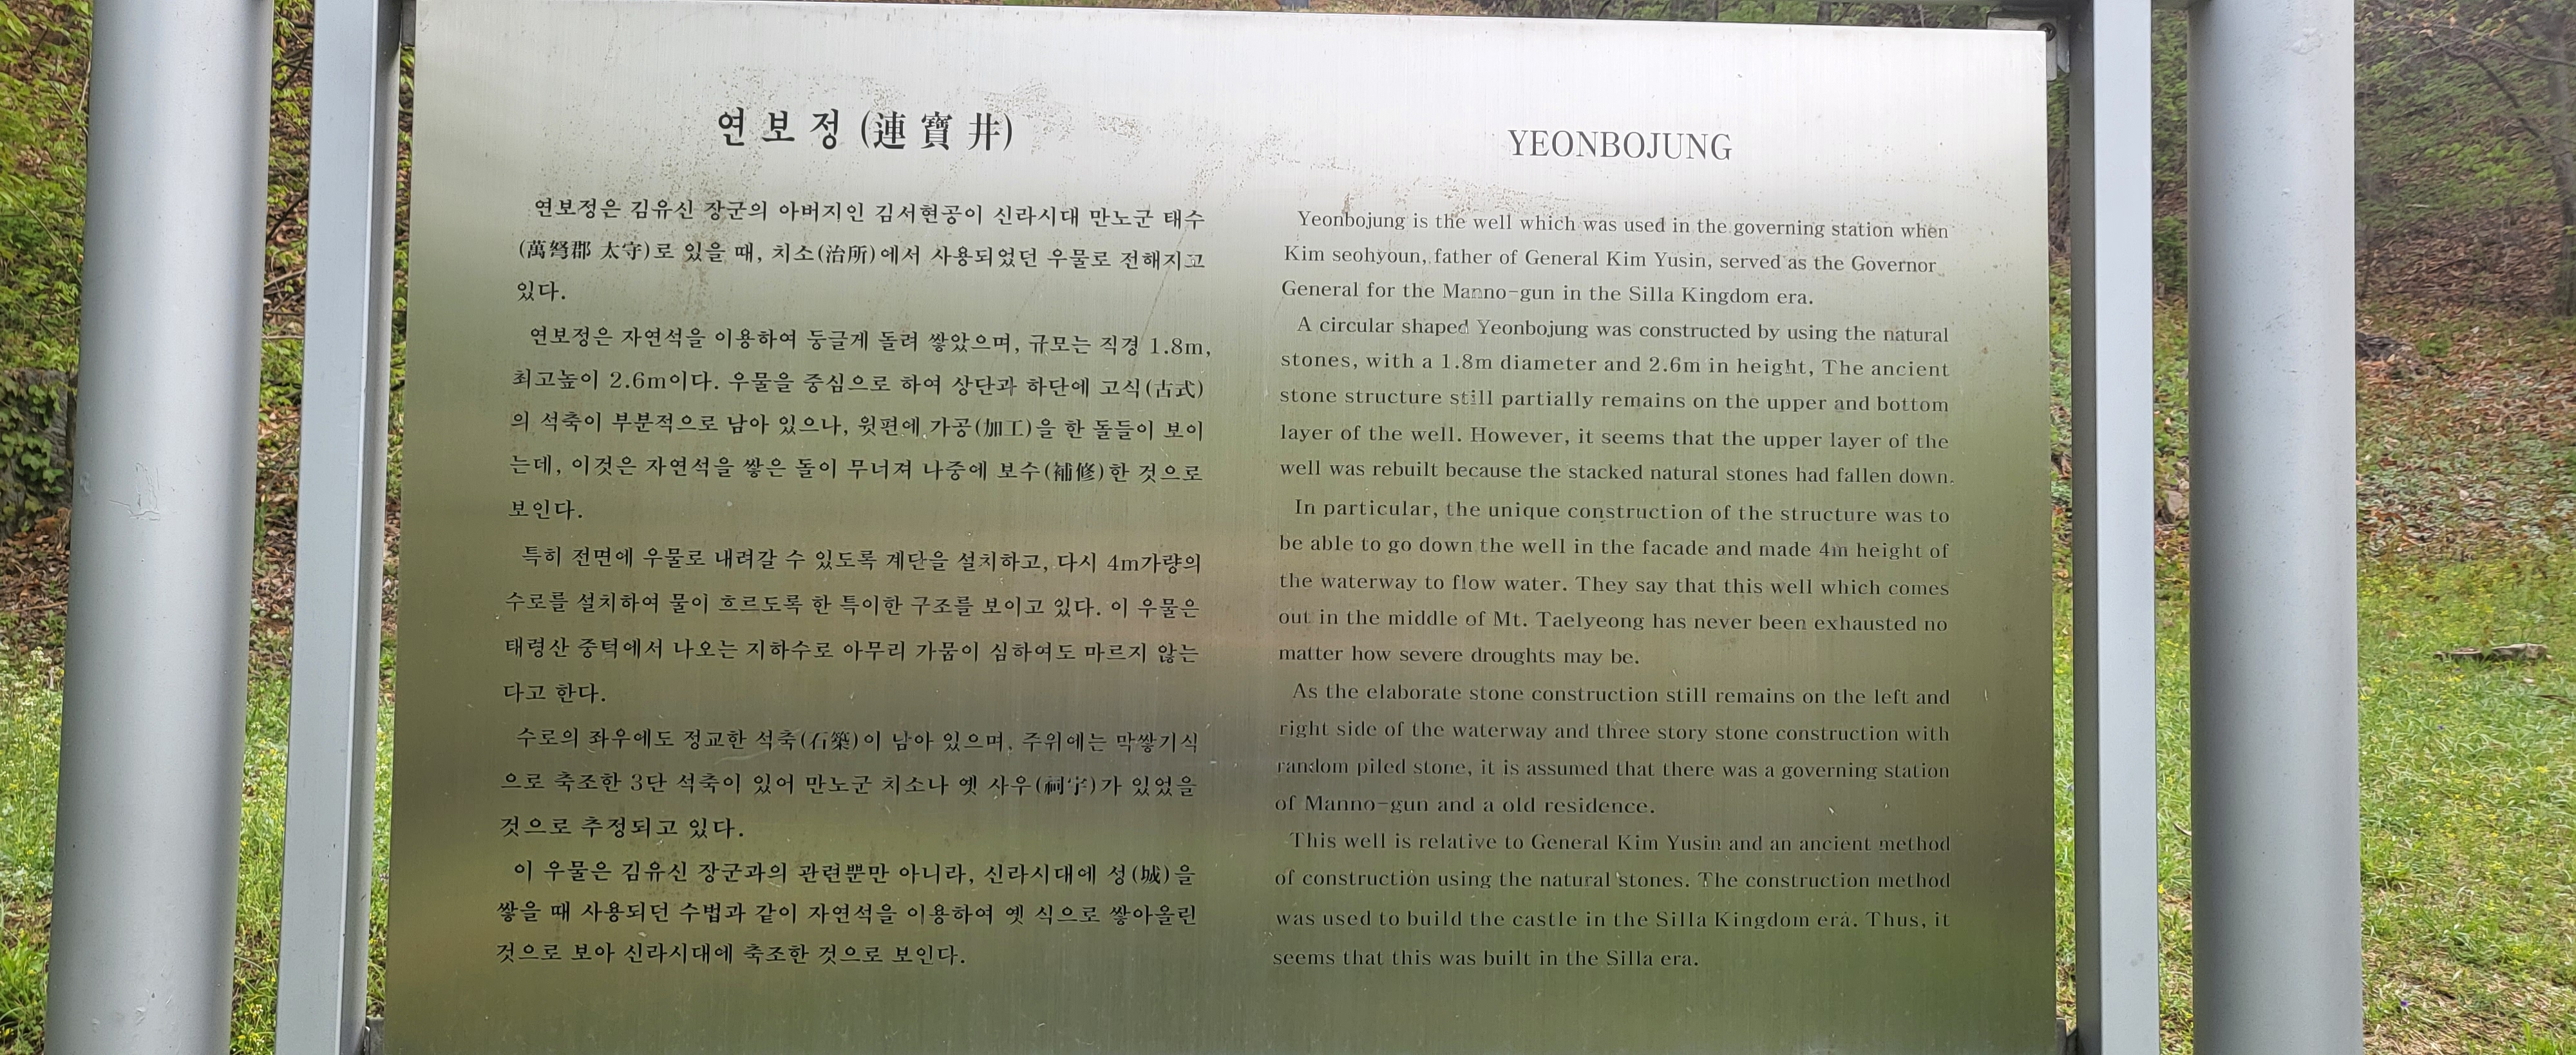 연보정 (連寶井)
연보정은 김유신 장군의 아버지인 김서현공이 신라시대 만노군 태수
(萬弩郡 太守)로 있을 때, 치소(治所)에서 사용되었던 우물로 전해지고
있다.
연보정은 자연석을 이용하여 둥글게 돌려 쌓았으며, 규모는 직경 1.8m,
최고높이 2.6m이다. 우물을 중심으로 하여 상단과 하단에 고식(古式)
의 석축이 부분적으로 남아 있으나, 윗편에 가공(加工)을 한 돌들이 보이
는데, 이것은 자연석을 쌓은 돌이 무너져 나중에 보수(補修)한 것으로
보인다.
특히 전면에 우물로 내려갈 수 있도록 계단을 설치하고, 다시 4m가량의
수로를 설치하여 물이 흐르도록 한 특이한 구조를 보이고 있다. 이 우물은
태령산 중턱에서 나오는 지하수로 아무리 가뭄이 심하여도 마르지 않는
다고 한다.
수로의 좌우에도 정교한 석축(石築)이 남아 있으며, 주위에는 막쌓기식
으로 축조한 3단 석축이 있어 만노군 치소나 옛 사우(祠宇)가 있었을
것으로 추정되고 있다.
이 우물은 김유신 장군과의 관련뿐만 아니라, 신라시대에 성(城)을
쌓을 때 사용되던 수법과 같이 자연석을 이용하여 옛 식으로 쌓아올린
것으로 보아 신라시대에 축조한 것으로 보인다.
YEONBOJUNG
Yeonbojung is the well which was used in the governing station when
Kim seohyoun, father of General Kim Yusin, served as the Governor
General for the Manno-gun in the Silla Kingdom era.
A circular shaped Yeonbojung was constructed by using the natural
stones, with a 1.8m diameter and 2.6m in height, The ancient
stone structure still partially remains on the upper and bottom
layer of the well. However, it seems that the upper layer of the
well was rebuilt because the stacked natural stones had fallen down.
In particular, the unique construction of the structure was to
be able to go down the well in the facade and made 4m height of
the waterway to flow water. They say that this well which comes
out in the middle of Mt. Taelyeong has never been exhausted no
matter how severe droughts may be.
As the elaborate stone construction still remains on the left and
right side of the waterway and three story stone construction with
random piled stone, it is assumed that there was a governing station
of Manno-gun and a old residence.
This well is relative to General Kim Yusin and an ancient method
of construction using the natural stones. The construction method
was used to build the castle in the Silla Kingdom era. Thus, it
seems that this was built in the Silla era.